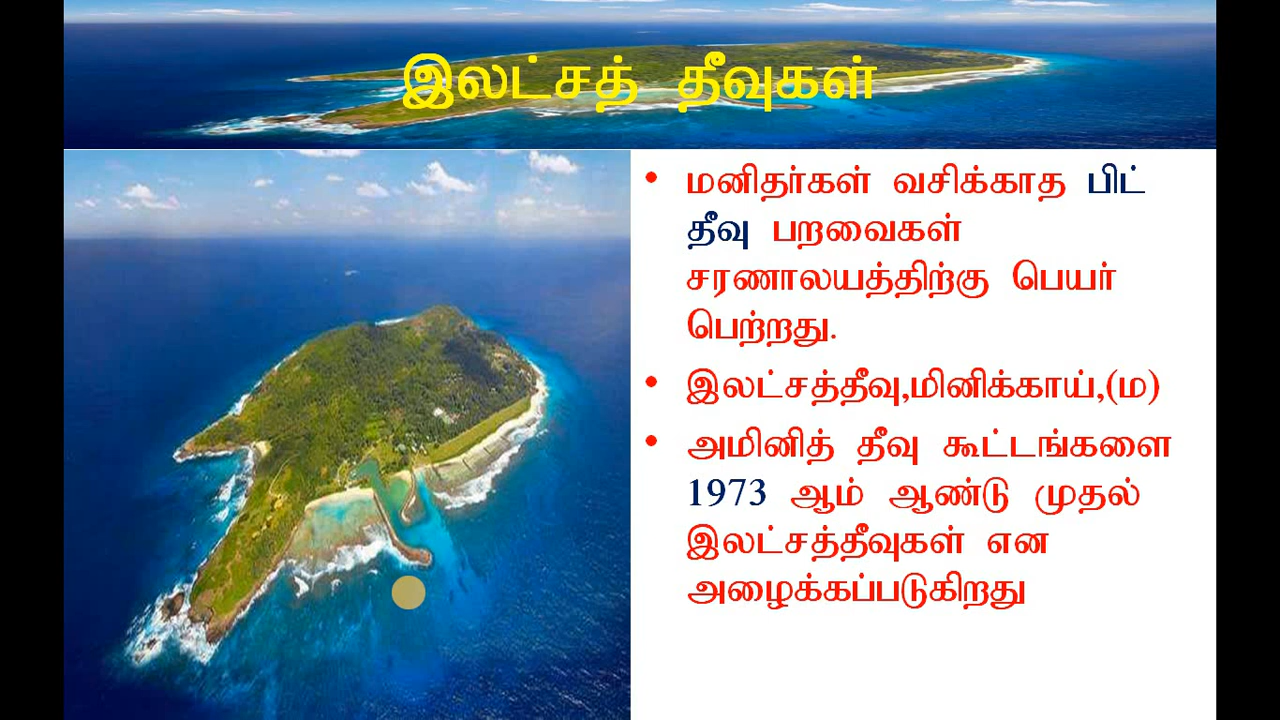 இலட்சத் தீவுகள்
• மனிதர்கள் வசிக்காத பிட்
தீவு பறவைகள்
சரணாலயத்திற்கு பெயர்
பெற்றது.
• இலட்சத்தீவு,மினிக்காய்,(ம)
• அமினித் தீவு கூட்டங்களை
1973 ஆம் ஆண்டு முதல்
இலட்சத்தீவுகள் என
அழைக்கப்படுகிறது